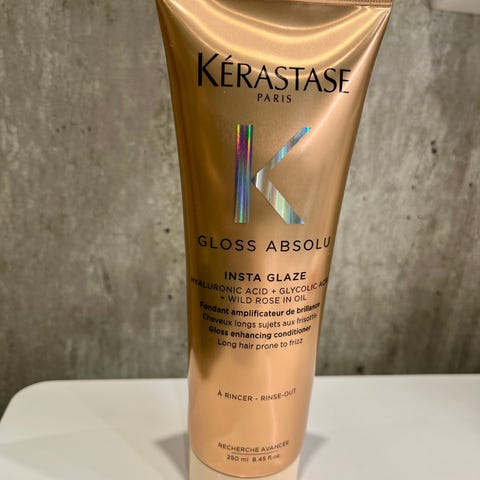 KÉRASTASE
PARIS
K
GLOSS ABSOLU
INSTA GLAZE
HYALURONIC ACID + GLYCOLIC ACID
+ WILD ROSE IN OIL
Fondant amplificateur de brillance
Cheveux longs sujets aux frisottis
Gloss enhancing conditioner
Long hair prone to frizz
À RINCER - RINSE-OUT
RECHERCHE AVANCÉE
250 ml 8.45 fl.oz